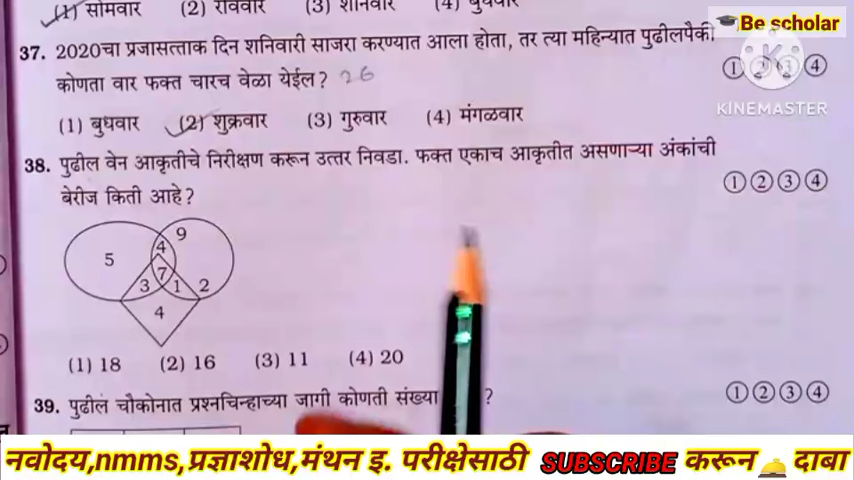 (1) सोमवार (2) रविवार (3) शनिवार (4) बुधवार
Be scholar
37. 2020चा प्रजासत्ताक दिन शनिवारी साजरा करण्यात आला होता, तर त्या महिन्यात पुढीलपैकी
कोणता वार फक्त चारच वेळा येईल? 26
1 2 3 4
KINEMASTER
(1) बुधवार (2) शुक्रवार (3) गुरुवार (4) मंगळवार
38. पुढील वेन आकृतीचे निरीक्षण करून उत्तर निवडा. फक्त एकाच आकृतीत असणाऱ्या अंकांची
बेरीज किती आहे?
1 2 3 4
9
4
5
7
3 1 2
4
(1) 18 (2) 16 (3) 11 (4) 20
39. पुढील चौकोनात प्रश्नचिन्हाच्या जागी कोणती संख्या ?
1 2 3 4
नवोदय,nmms,प्रज्ञाशोध,मंथन इ. परीक्षेसाठी SUBSCRIBE करून दाबा